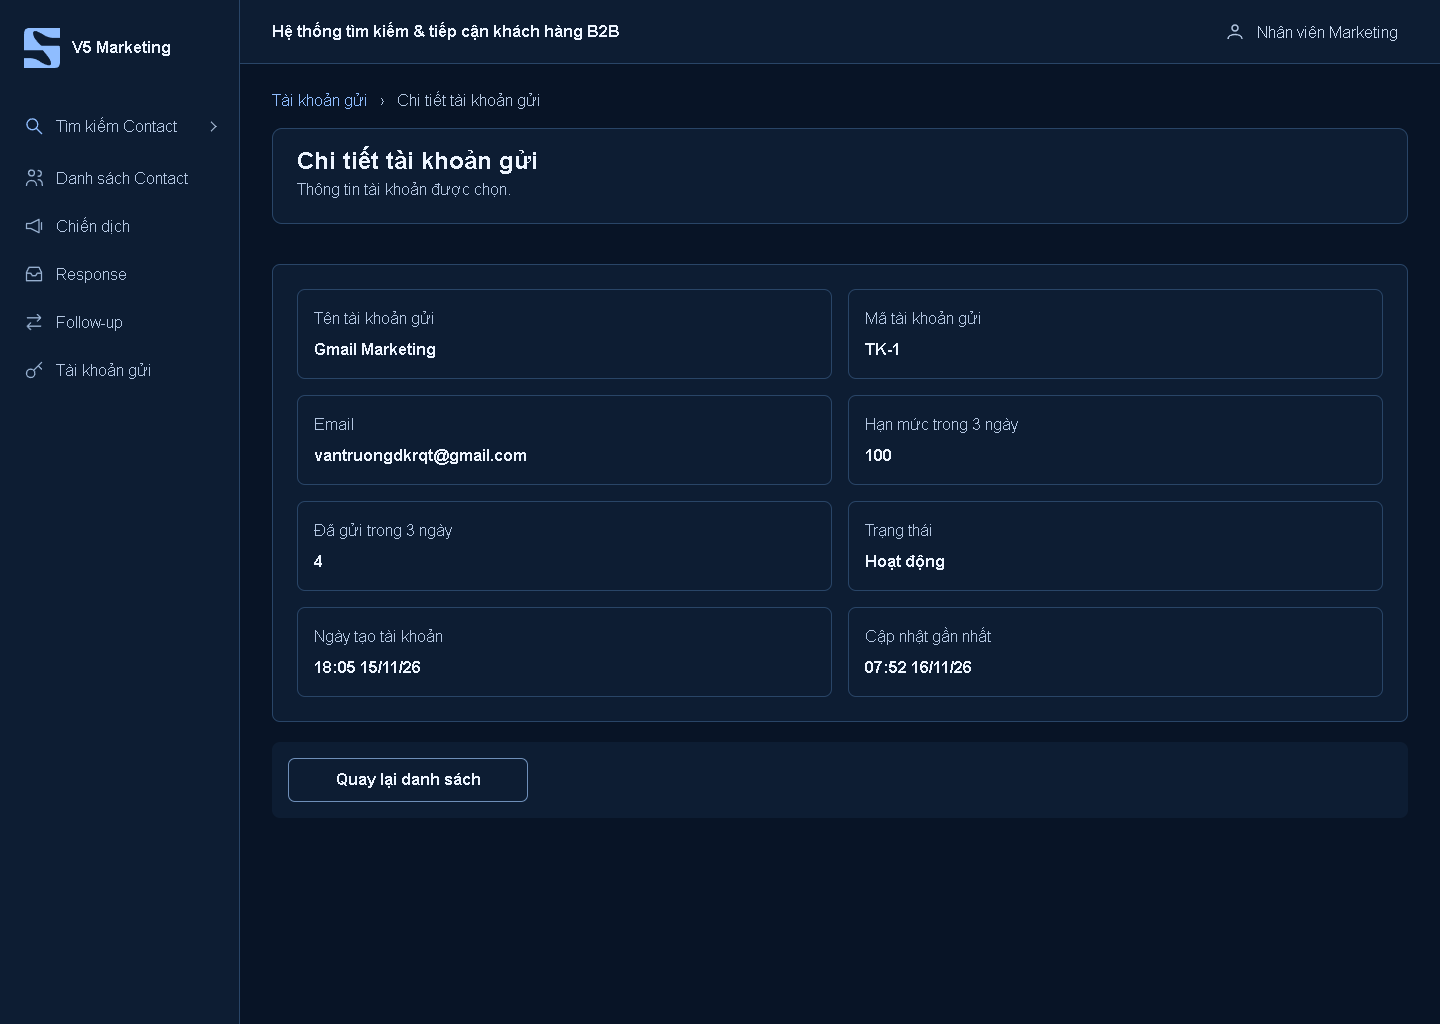 V5 Marketing
Hệ thống tìm kiếm & tiếp cận khách hàng B2B
Nhân viên Marketing
Tìm kiếm Contact
Danh sách Contact
Chiến dịch
Response
Follow-up
Tài khoản gửi
Tài khoản gửi › Chi tiết tài khoản gửi
Chi tiết tài khoản gửi
Thông tin tài khoản được chọn.
Tên tài khoản gửi
Gmail Marketing
Mã tài khoản gửi
TK-1
Email
vantruongdkrqt@gmail.com
Hạn mức trong 3 ngày
100
Đã gửi trong 3 ngày
4
Trạng thái
Hoạt động
Ngày tạo tài khoản
18:05 15/11/26
Cập nhật gần nhất
07:52 16/11/26
Quay lại danh sách